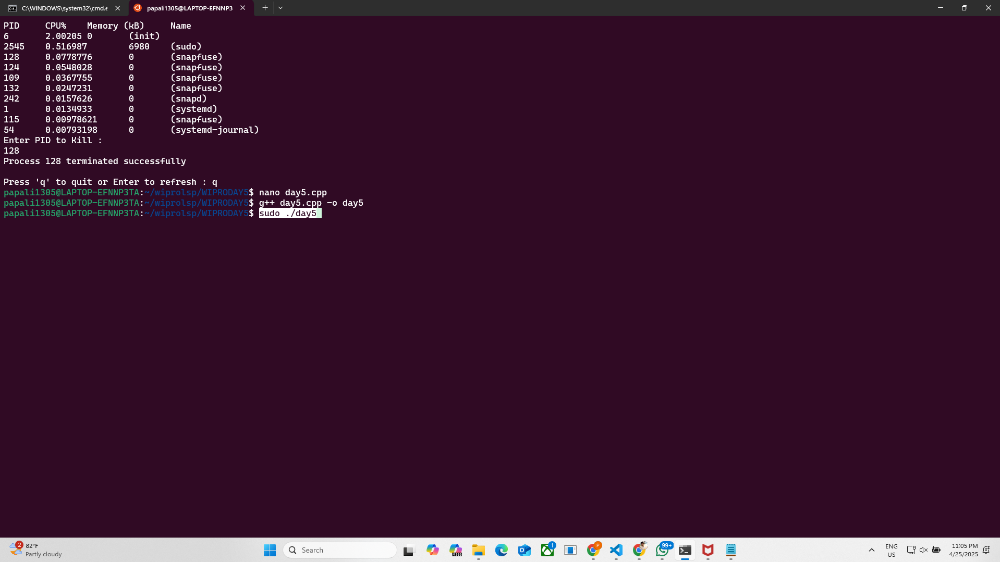 C:\WINDOWS\system32\cmd.e
papali1305@LAPTOP-EFNNP3
PID     CPU%    Memory (kB)     Name
6       2.00205 0       (init)
2545    0.516987        6980    (sudo)
128     0.0778776       0       (snapfuse)
124     0.0548028       0       (snapfuse)
109     0.0367755       0       (snapfuse)
132     0.0247231       0       (snapfuse)
242     0.0157626       0       (snapd)
1       0.0134933       0       (systemd)
115     0.00978621      0       (snapfuse)
54      0.00793198      0       (systemd-journal)
Enter PID to Kill :
128
Process 128 terminated successfully
Press 'q' to quit or Enter to refresh : q
papali1305@LAPTOP-EFNNP3TA:~/wiprolsp/WIPRODAY5$ nano day5.cpp
papali1305@LAPTOP-EFNNP3TA:~/wiprolsp/WIPRODAY5$ g++ day5.cpp -o day5
papali1305@LAPTOP-EFNNP3TA:~/wiprolsp/WIPRODAY5$ sudo ./day5
2
82°F
Partly cloudy
Search
M365
1
P
99+
ENG
US
11:05 PM
4/25/2025